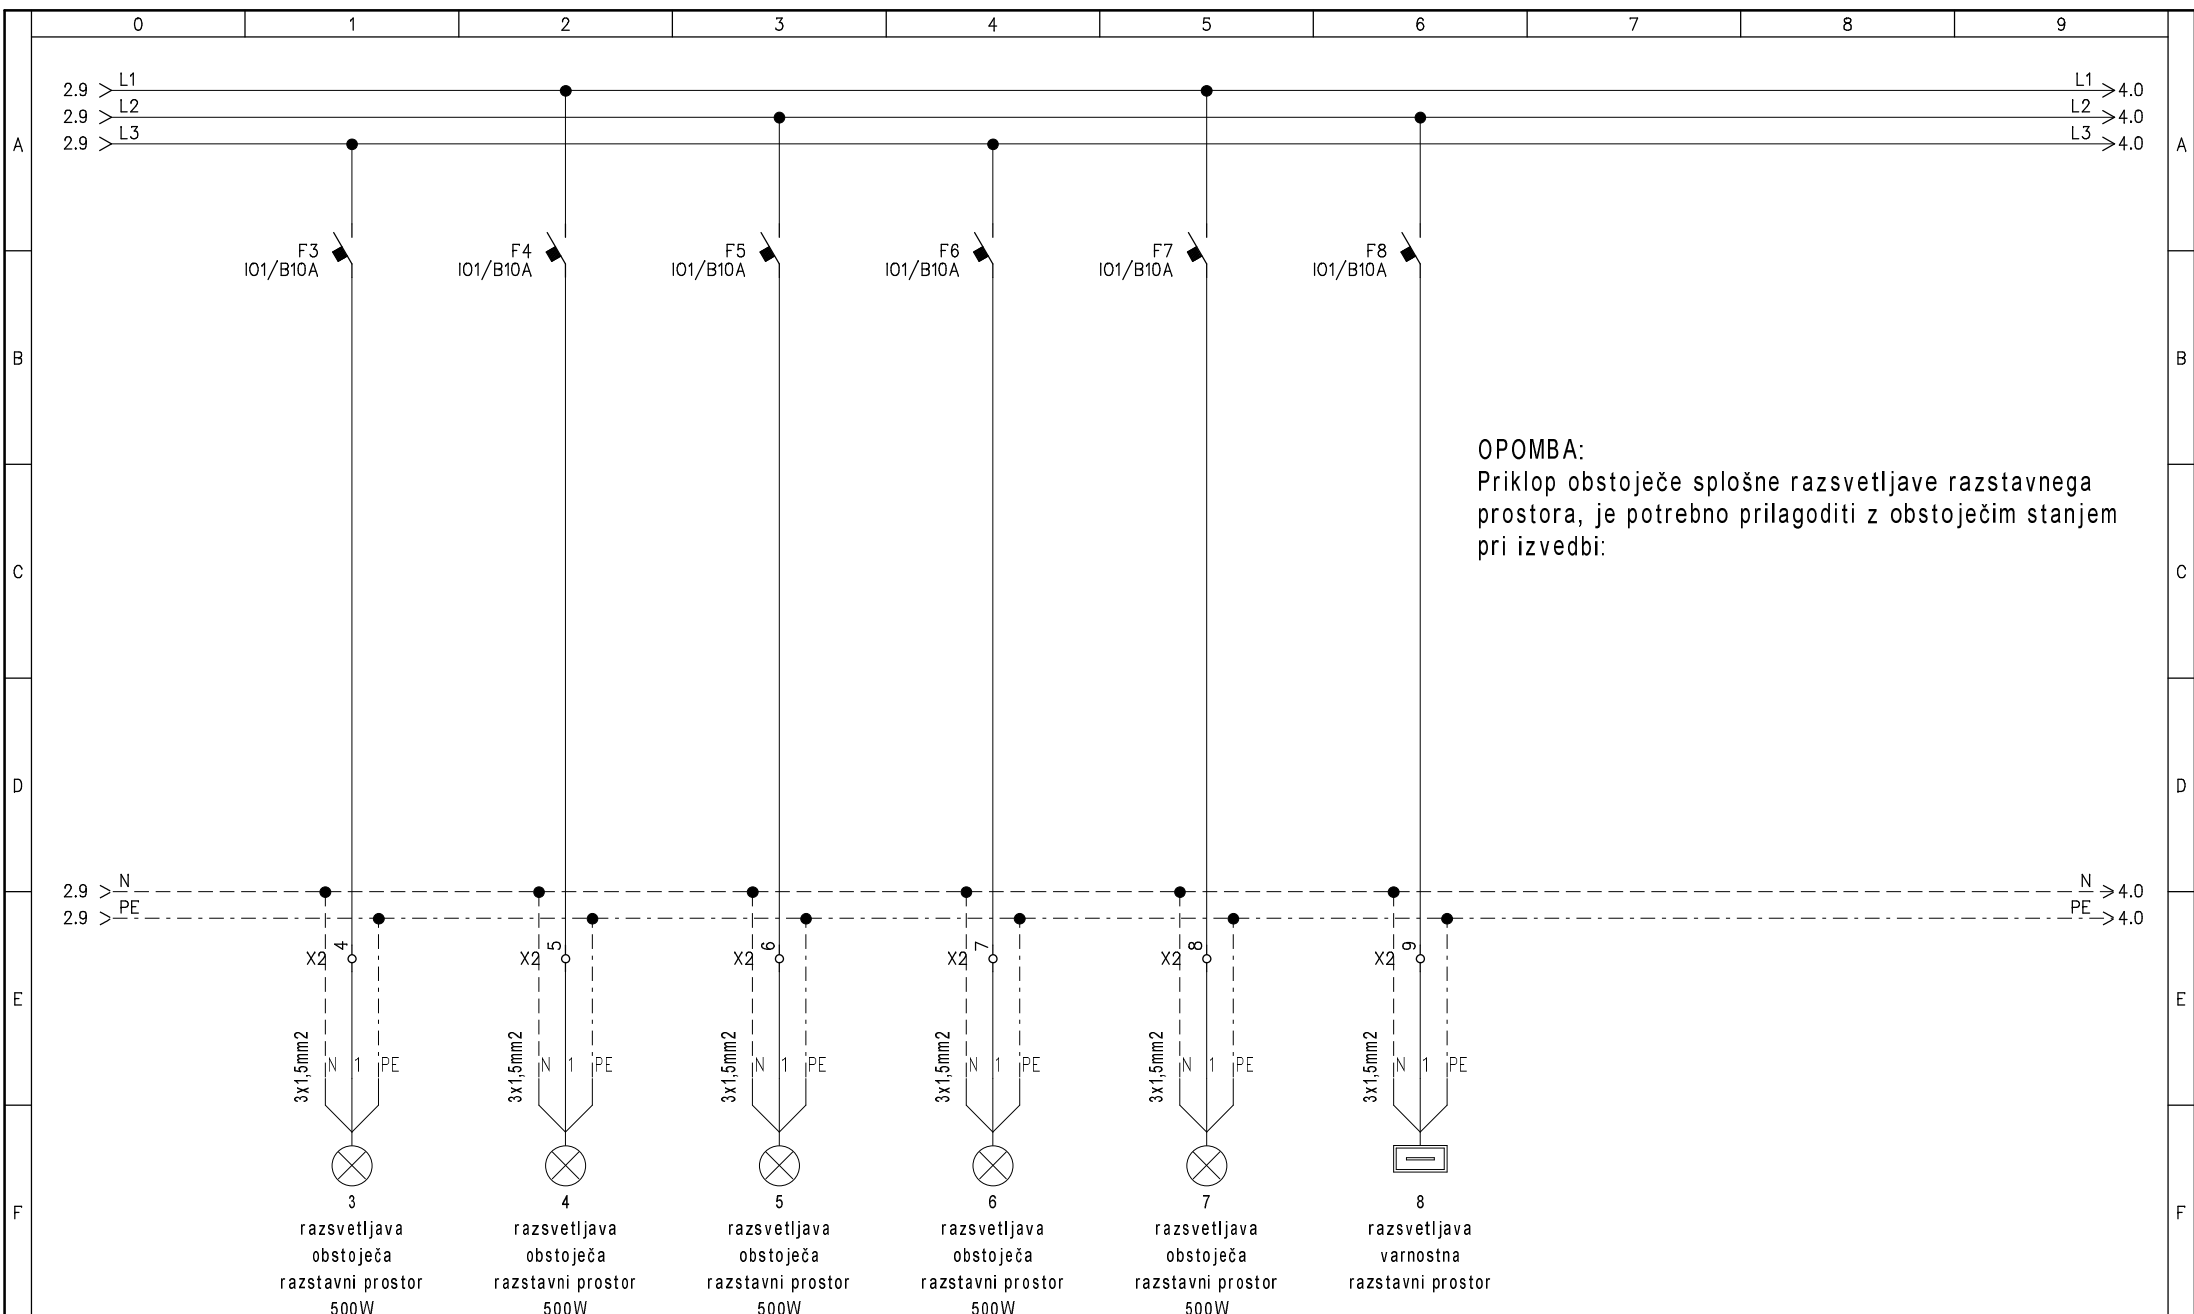 0 1 2 3 4 5 6 7 8 9
2.9 L1 L1 4.0
2.9 L2 L2 4.0
2.9 L3 L3 4.0
A A
F3 F4 F5 F6 F7 F8
IO1/B10A IO1/B10A IO1/B10A IO1/B10A IO1/B10A IO1/B10A
B B
OPOMBA:
Priklop obstoječe splošne razsvetljave razstavnega
prostora, je potrebno prilagoditi z obstoječim stanjem
pri izvedbi:
C C
D D
2.9 N N 4.0
2.9 PE PE 4.0
X2 4 X2 5 X2 6 X2 7 X2 8 X2 9
E E
3x1,5mm2 N 1 PE 3x1,5mm2 N 1 PE 3x1,5mm2 N 1 PE 3x1,5mm2 N 1 PE 3x1,5mm2 N 1 PE 3x1,5mm2 N 1 PE
3 4 5 6 7 8
F F
razsvetljava razsvetljava razsvetljava razsvetljava razsvetljava razsvetljava
obstoječa obstoječa obstoječa obstoječa obstoječa varnostna
razstavni prostor razstavni prostor razstavni prostor razstavni prostor razstavni prostor razstavni prostor
500W 500W 500W 500W 500W